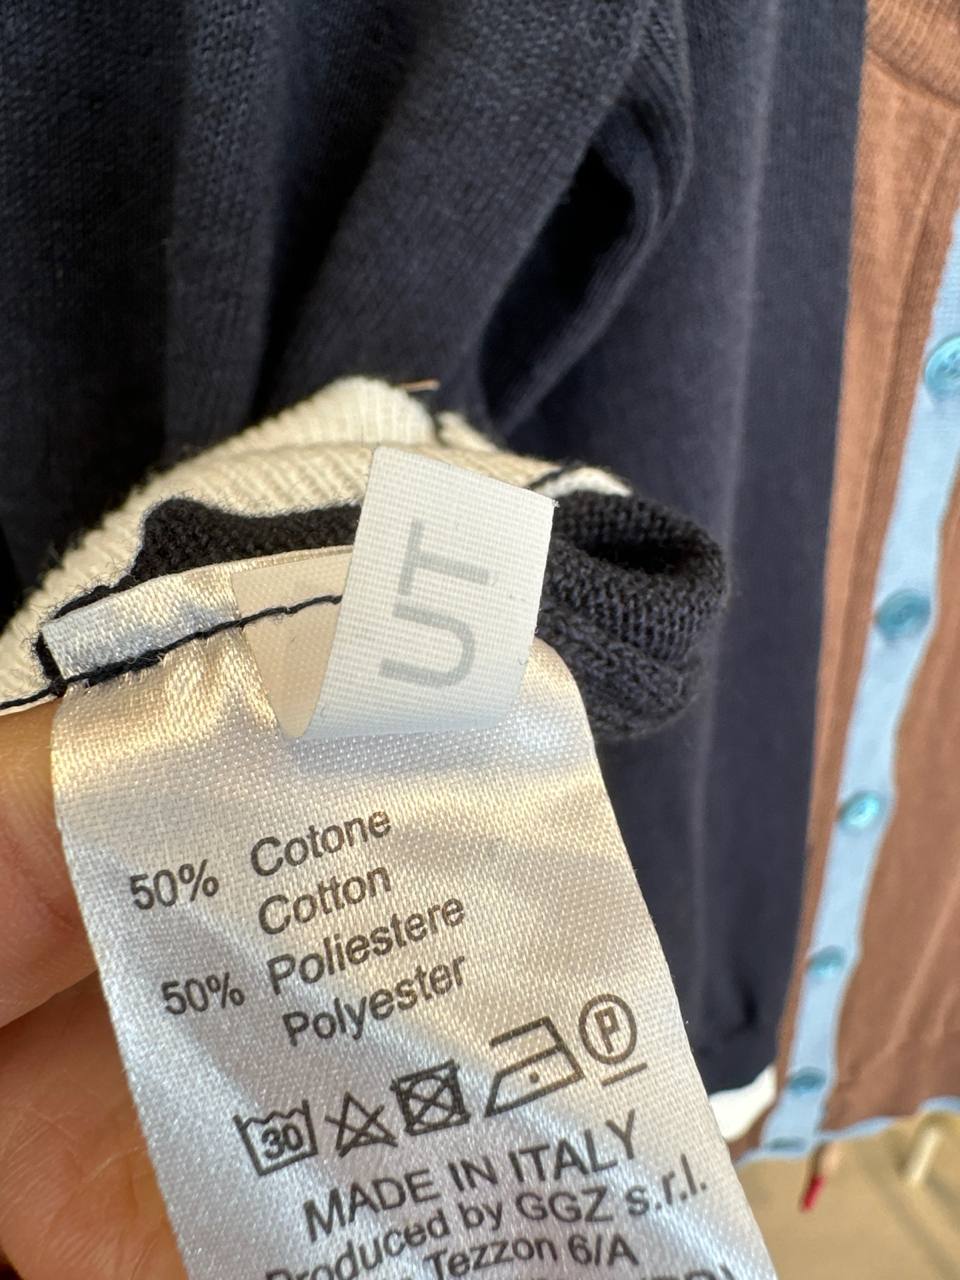 UT
50% Cotone
Cotton
50% Poliestere
Polyester
30 P
MADE IN ITALY
Produced by GGZ s.r.l.
Tezzon 6/A